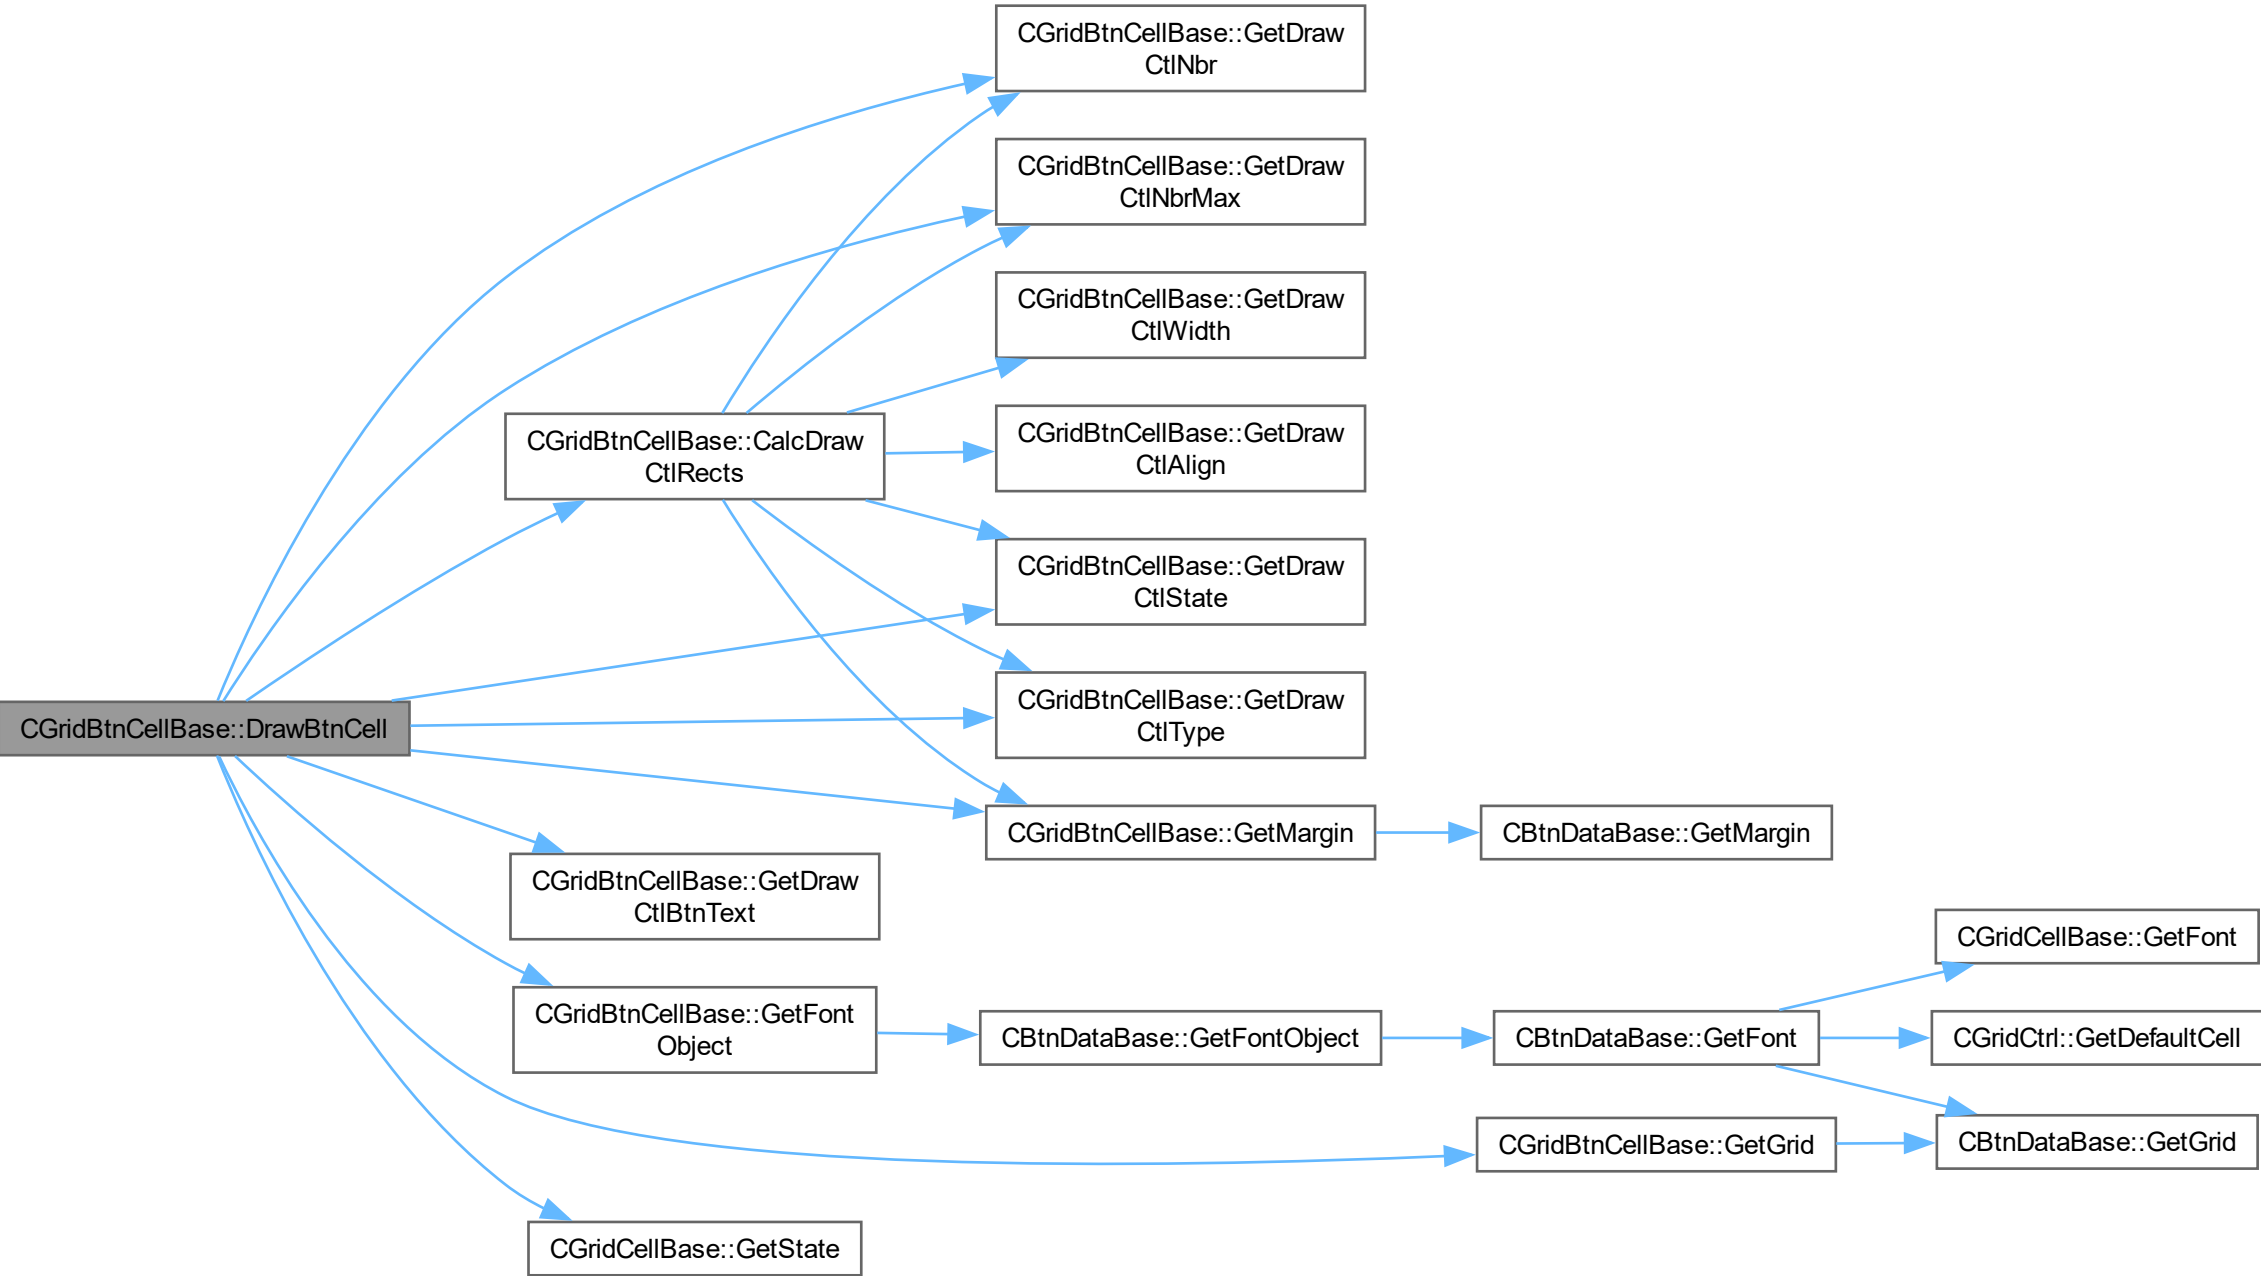 CGridBtnCellBase::GetDraw
CtlNbr
CGridBtnCellBase::GetDraw
CtlNbrMax
CGridBtnCellBase::GetDraw
CtlWidth
CGridBtnCellBase::CalcDraw
CtlRects
CGridBtnCellBase::GetDraw
CtlAlign
CGridBtnCellBase::GetDraw
CtlState
CGridBtnCellBase::DrawBtnCell
CGridBtnCellBase::GetDraw
CtlType
CGridBtnCellBase::GetMargin
CBtnDataBase::GetMargin
CGridBtnCellBase::GetDraw
CtlBtnText
CGridCellBase::GetFont
CGridBtnCellBase::GetFont
Object
CBtnDataBase::GetFontObject
CBtnDataBase::GetFont
CGridCtrl::GetDefaultCell
CGridBtnCellBase::GetGrid
CBtnDataBase::GetGrid
CGridCellBase::GetState